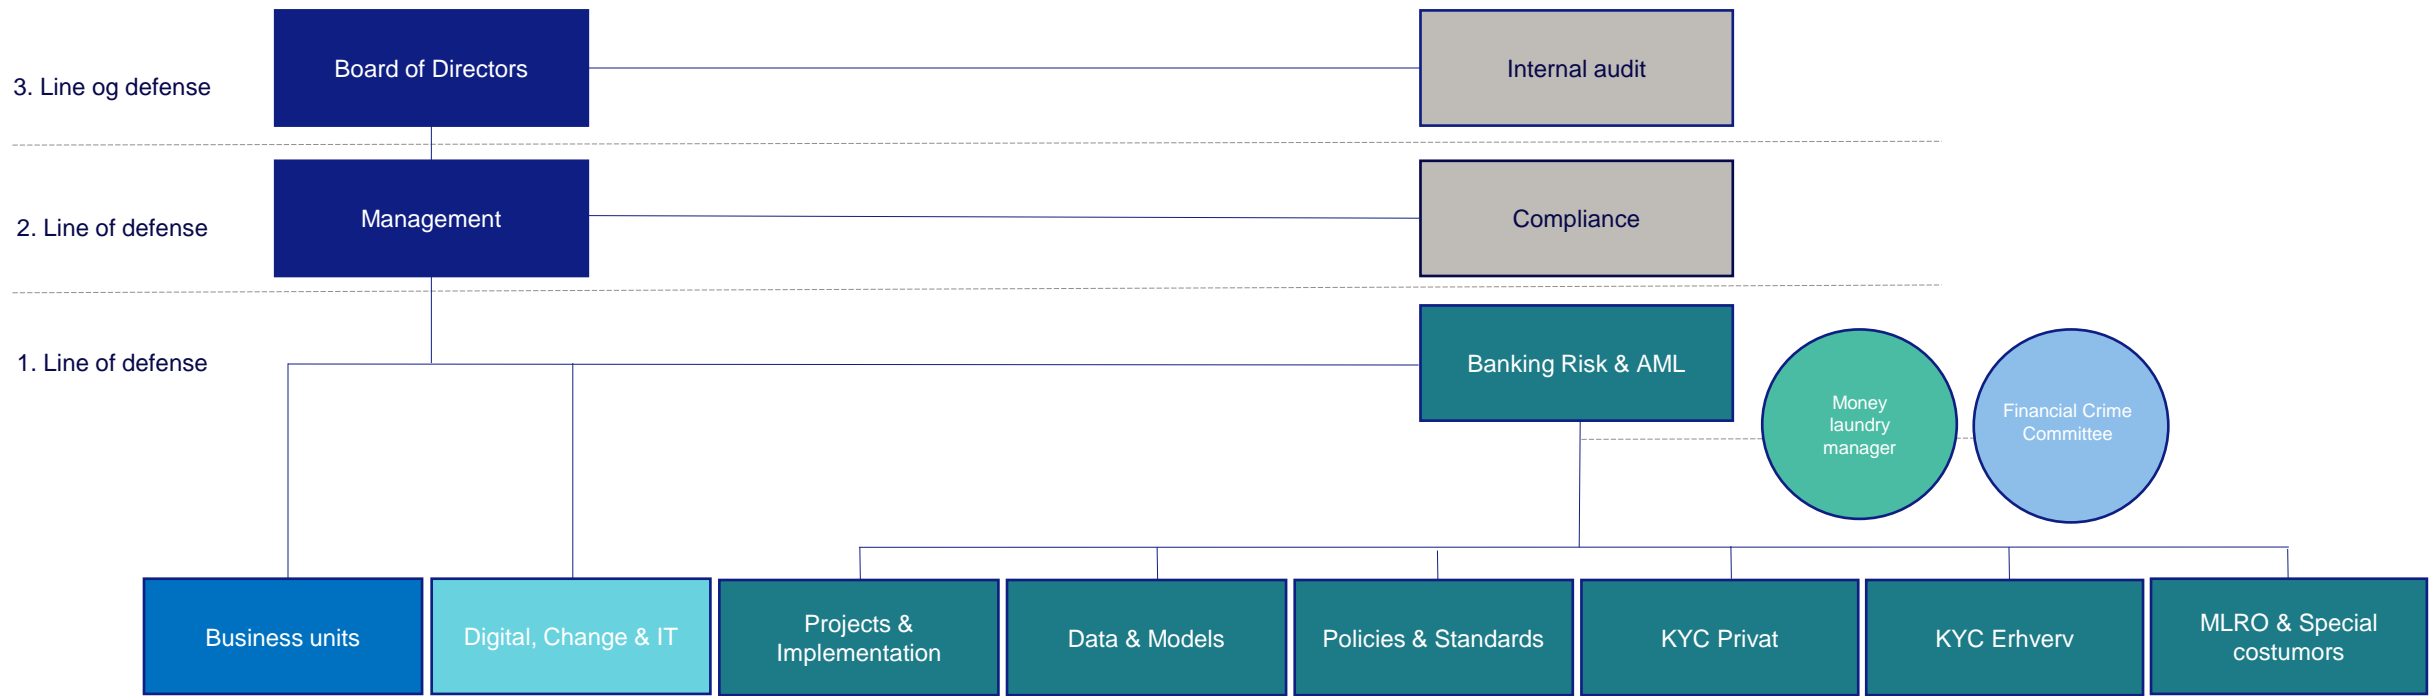 Board of Directors
Internal audit
3. Line og defense
Management
Compliance
2. Line of defense
1. Line of defense
Banking Risk & AML
Money
laundry
manager
Financial Crime
Committee
Business units
Digital, Change & IT
Projects &
Implementation
Data & Models
Policies & Standards
KYC Privat
KYC Erhverv
MLRO & Special
costumors